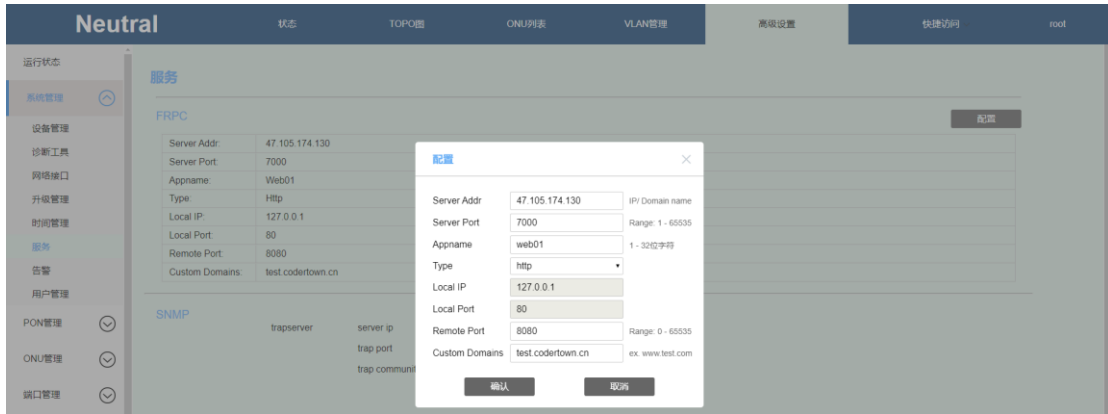 Neutral 状态 TOPO图 ONU列表 VLAN管理 高级设置 快捷访问 root
运行状态
系统管理
设备管理
诊断工具
网络接口
升级管理
时间管理
服务
告警
用户管理
PON管理
ONU管理
端口管理
服务
FRPC 配置
Server Addr: 47.105.174.130
Server Port: 7000
Appname: Web01
Type: Http
Local IP: 127.0.0.1
Local Port: 80
Remote Port: 8080
Custom Domains: test.codertown.cn
SNMP
trapserver server ip
trap port
trap communit
配置
Server Addr 47.105.174.130 IP/ Domain name
Server Port 7000 Range: 1 - 65535
Appname web01 1 - 32位字符
Type http
Local IP 127.0.0.1
Local Port 80
Remote Port 8080 Range: 0 - 65535
Custom Domains test.codertown.cn ex. www.test.com
确认 取消